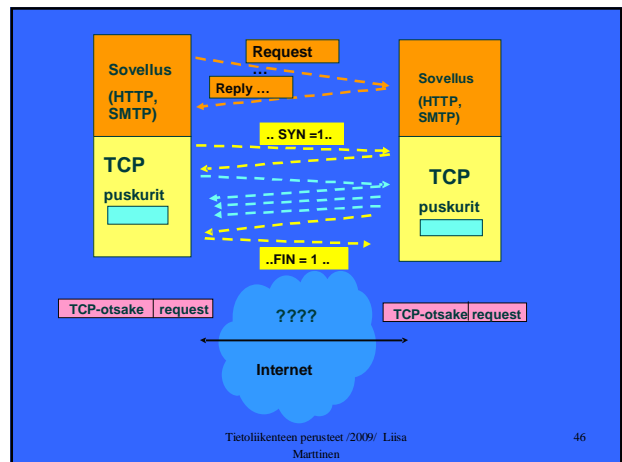 Request
...
Reply ...
Sovellus
(HTTP,
SMTP)
Sovellus
(HTTP,
SMTP)
.. SYN =1..
TCP
puskurit
TCP
puskurit
..FIN = 1 ..
TCP-otsake request
????
TCP-otsake request
Internet
Tietoliikenteen perusteet /2009/ Liisa
Marttinen
46